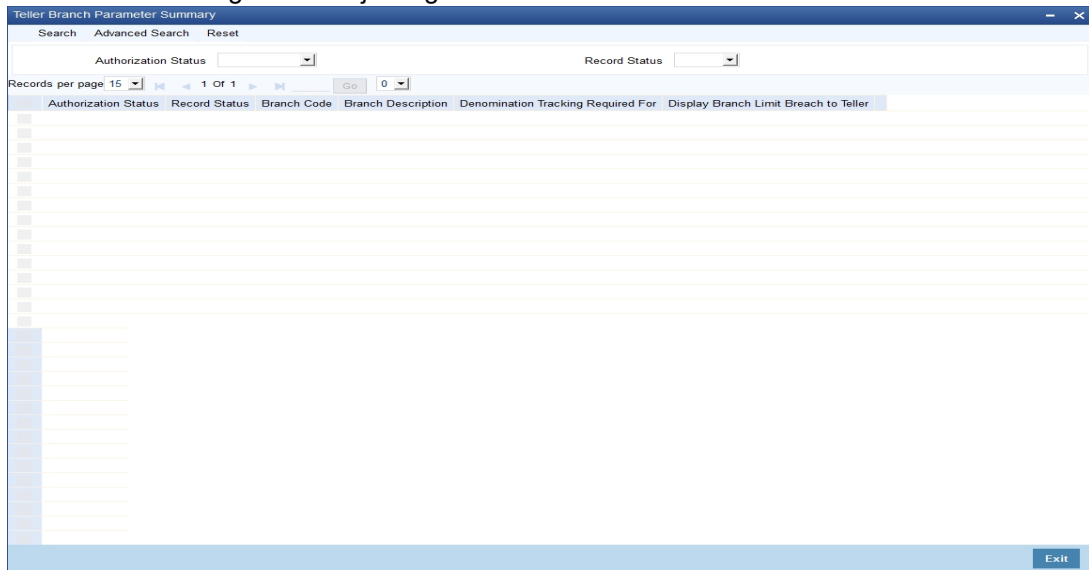 Teller Branch Parameter Summary
Search Advanced Search Reset
Authorization Status Record Status
Records per page 15 1 Of 1 Go 0
Authorization Status Record Status Branch Code Branch Description Denomination Tracking Required For Display Branch Limit Breach to Teller
Exit